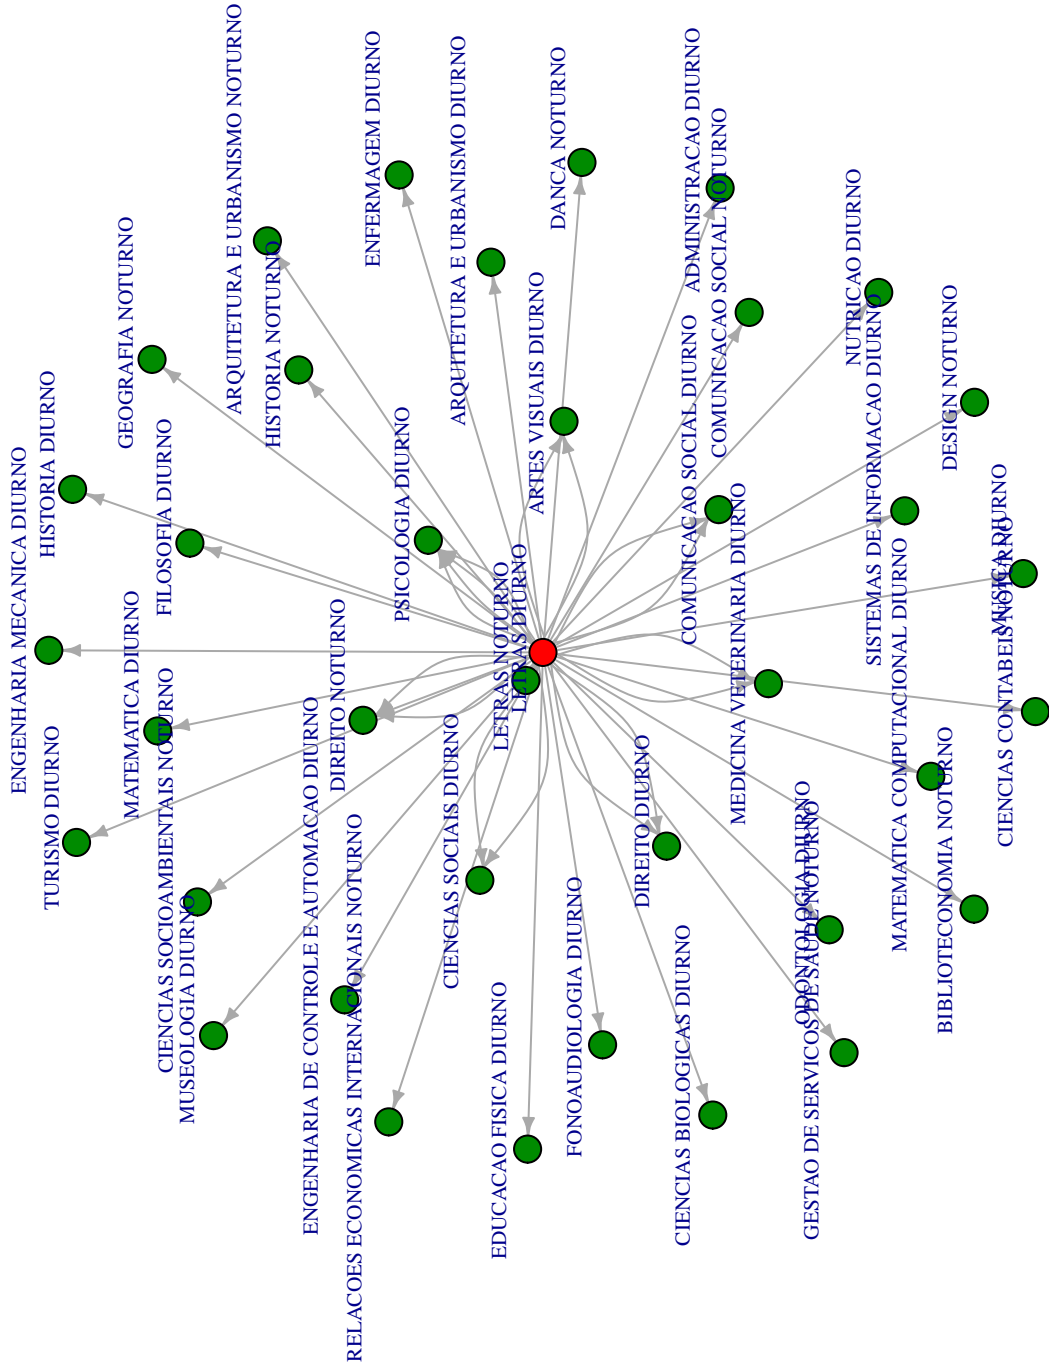 ENGENHARIA MECANICA DIURNO
HISTORIA DIURNO
TURISMO DIURNO
GEOGRAFIA NOTURNO
MATEMATICA DIURNO
FILOSOFIA DIURNO
CIENCIAS SOCIOAMBIENTAIS NOTURNO
MUSEOLOGIA DIURNO
ARQUITETURA E URBANISMO NOTURNO
HISTORIA NOTURNO
ENGENHARIA DE CONTROLE E AUTOMACAO DIURNO
DIREITO NOTURNO
RELACOES ECONOMICAS INTERNACIONAIS NOTURNO
ENFERMAGEM DIURNO
PSICOLOGIA DIURNO
CIENCIAS SOCIAIS DIURNO
ARQUITETURA E URBANISMO DIURNO
EDUCACAO FISICA DIURNO
LETRAS NOTURNO
LETRAS DIURNO
ARTES VISUAIS DIURNO
DANCA NOTURNO
FONOAUDIOLOGIA DIURNO
DIREITO DIURNO
CIENCIAS BIOLOGICAS DIURNO
COMUNICACAO SOCIAL DIURNO
ADMINISTRACAO DIURNO
COMUNICACAO SOCIAL NOTURNO
MEDICINA VETERINARIA DIURNO
ODONTOLOGIA DIURNO
GESTAO DE SERVICOS DE SAUDE NOTURNO
NUTRICAO DIURNO
SISTEMAS DE INFORMACAO DIURNO
MATEMATICA COMPUTACIONAL DIURNO
BIBLIOTECONOMIA NOTURNO
DESIGN NOTURNO
MUSICA DIURNO
CIENCIAS CONTABEIS NOTURNO